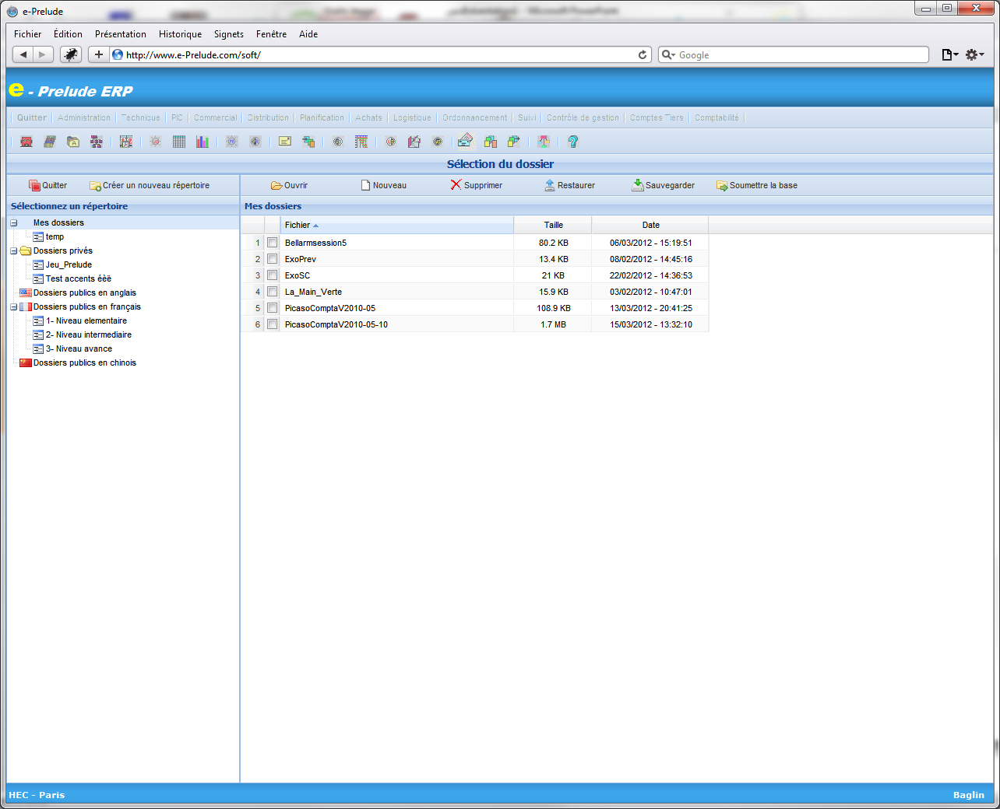 e-Prelude
Fichier Édition Présentation Historique Signets Fenêtre Aide
http://www.e-Prelude.com/soft/ Google
e - Prelude ERP
Quitter Administration Technique PIC Commercial Distribution Planification Achats Logistique Ordonnancement Suivi Contrôle de gestion Comptes Tiers Comptabilité
Sélection du dossier
Quitter Créer un nouveau répertoire Ouvrir Nouveau Supprimer Restaurer Sauvegarder Soumettre la base
Sélectionnez un répertoire
Mes dossiers
temp
Dossiers privés
Jeu_Prelude
Test accents éèë
Dossiers publics en anglais
Dossiers publics en français
1- Niveau elementaire
2- Niveau intermediaire
3- Niveau avance
Dossiers publics en chinois
Mes dossiers
Fichier Taille Date
1 Bellarmsession5 80.2 KB 06/03/2012 - 15:19:51
2 ExoPrev 13.4 KB 08/02/2012 - 14:45:16
3 ExoSC 21 KB 22/02/2012 - 14:36:53
4 La_Main_Verte 15.9 KB 03/02/2012 - 10:47:01
5 PicasoComptaV2010-05 108.9 KB 13/03/2012 - 20:41:25
6 PicasoComptaV2010-05-10 1.7 MB 15/03/2012 - 13:32:10
HEC - Paris Baglin